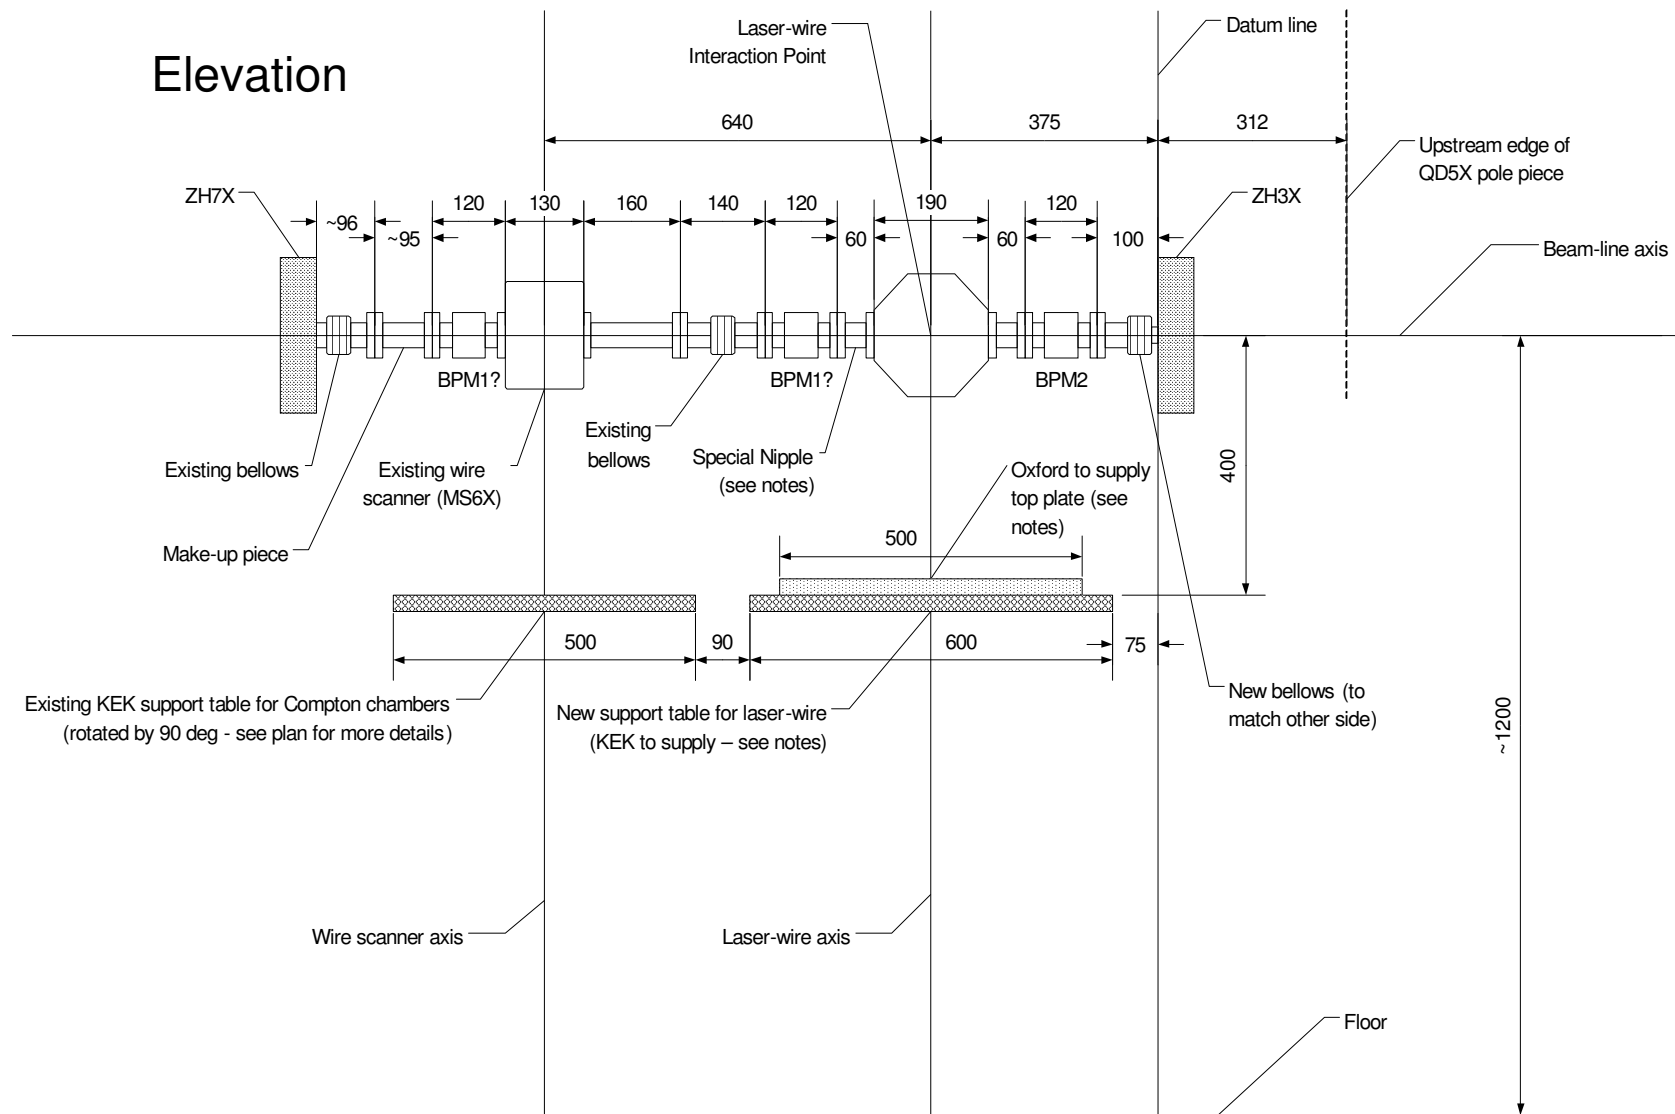 Elevation
Laser-wire
Interaction Point
Datum line
640
375
312
Upstream edge of
QD5X pole piece
ZH7X
ZH3X
~96
~95
120
130
160
140
120
60
190
60
120
100
Beam-line axis
BPM1?
BPM1?
BPM2
Existing bellows
Existing wire
scanner (MS6X)
Existing
bellows
Special Nipple
(see notes)
Oxford to supply
top plate (see
notes)
400
Make-up piece
500
500
90
600
75
Existing KEK support table for Compton chambers
(rotated by 90 deg - see plan for more details)
New support table for laser-wire
(KEK to supply – see notes)
New bellows (to
match other side)
~1200
Wire scanner axis
Laser-wire axis
Floor